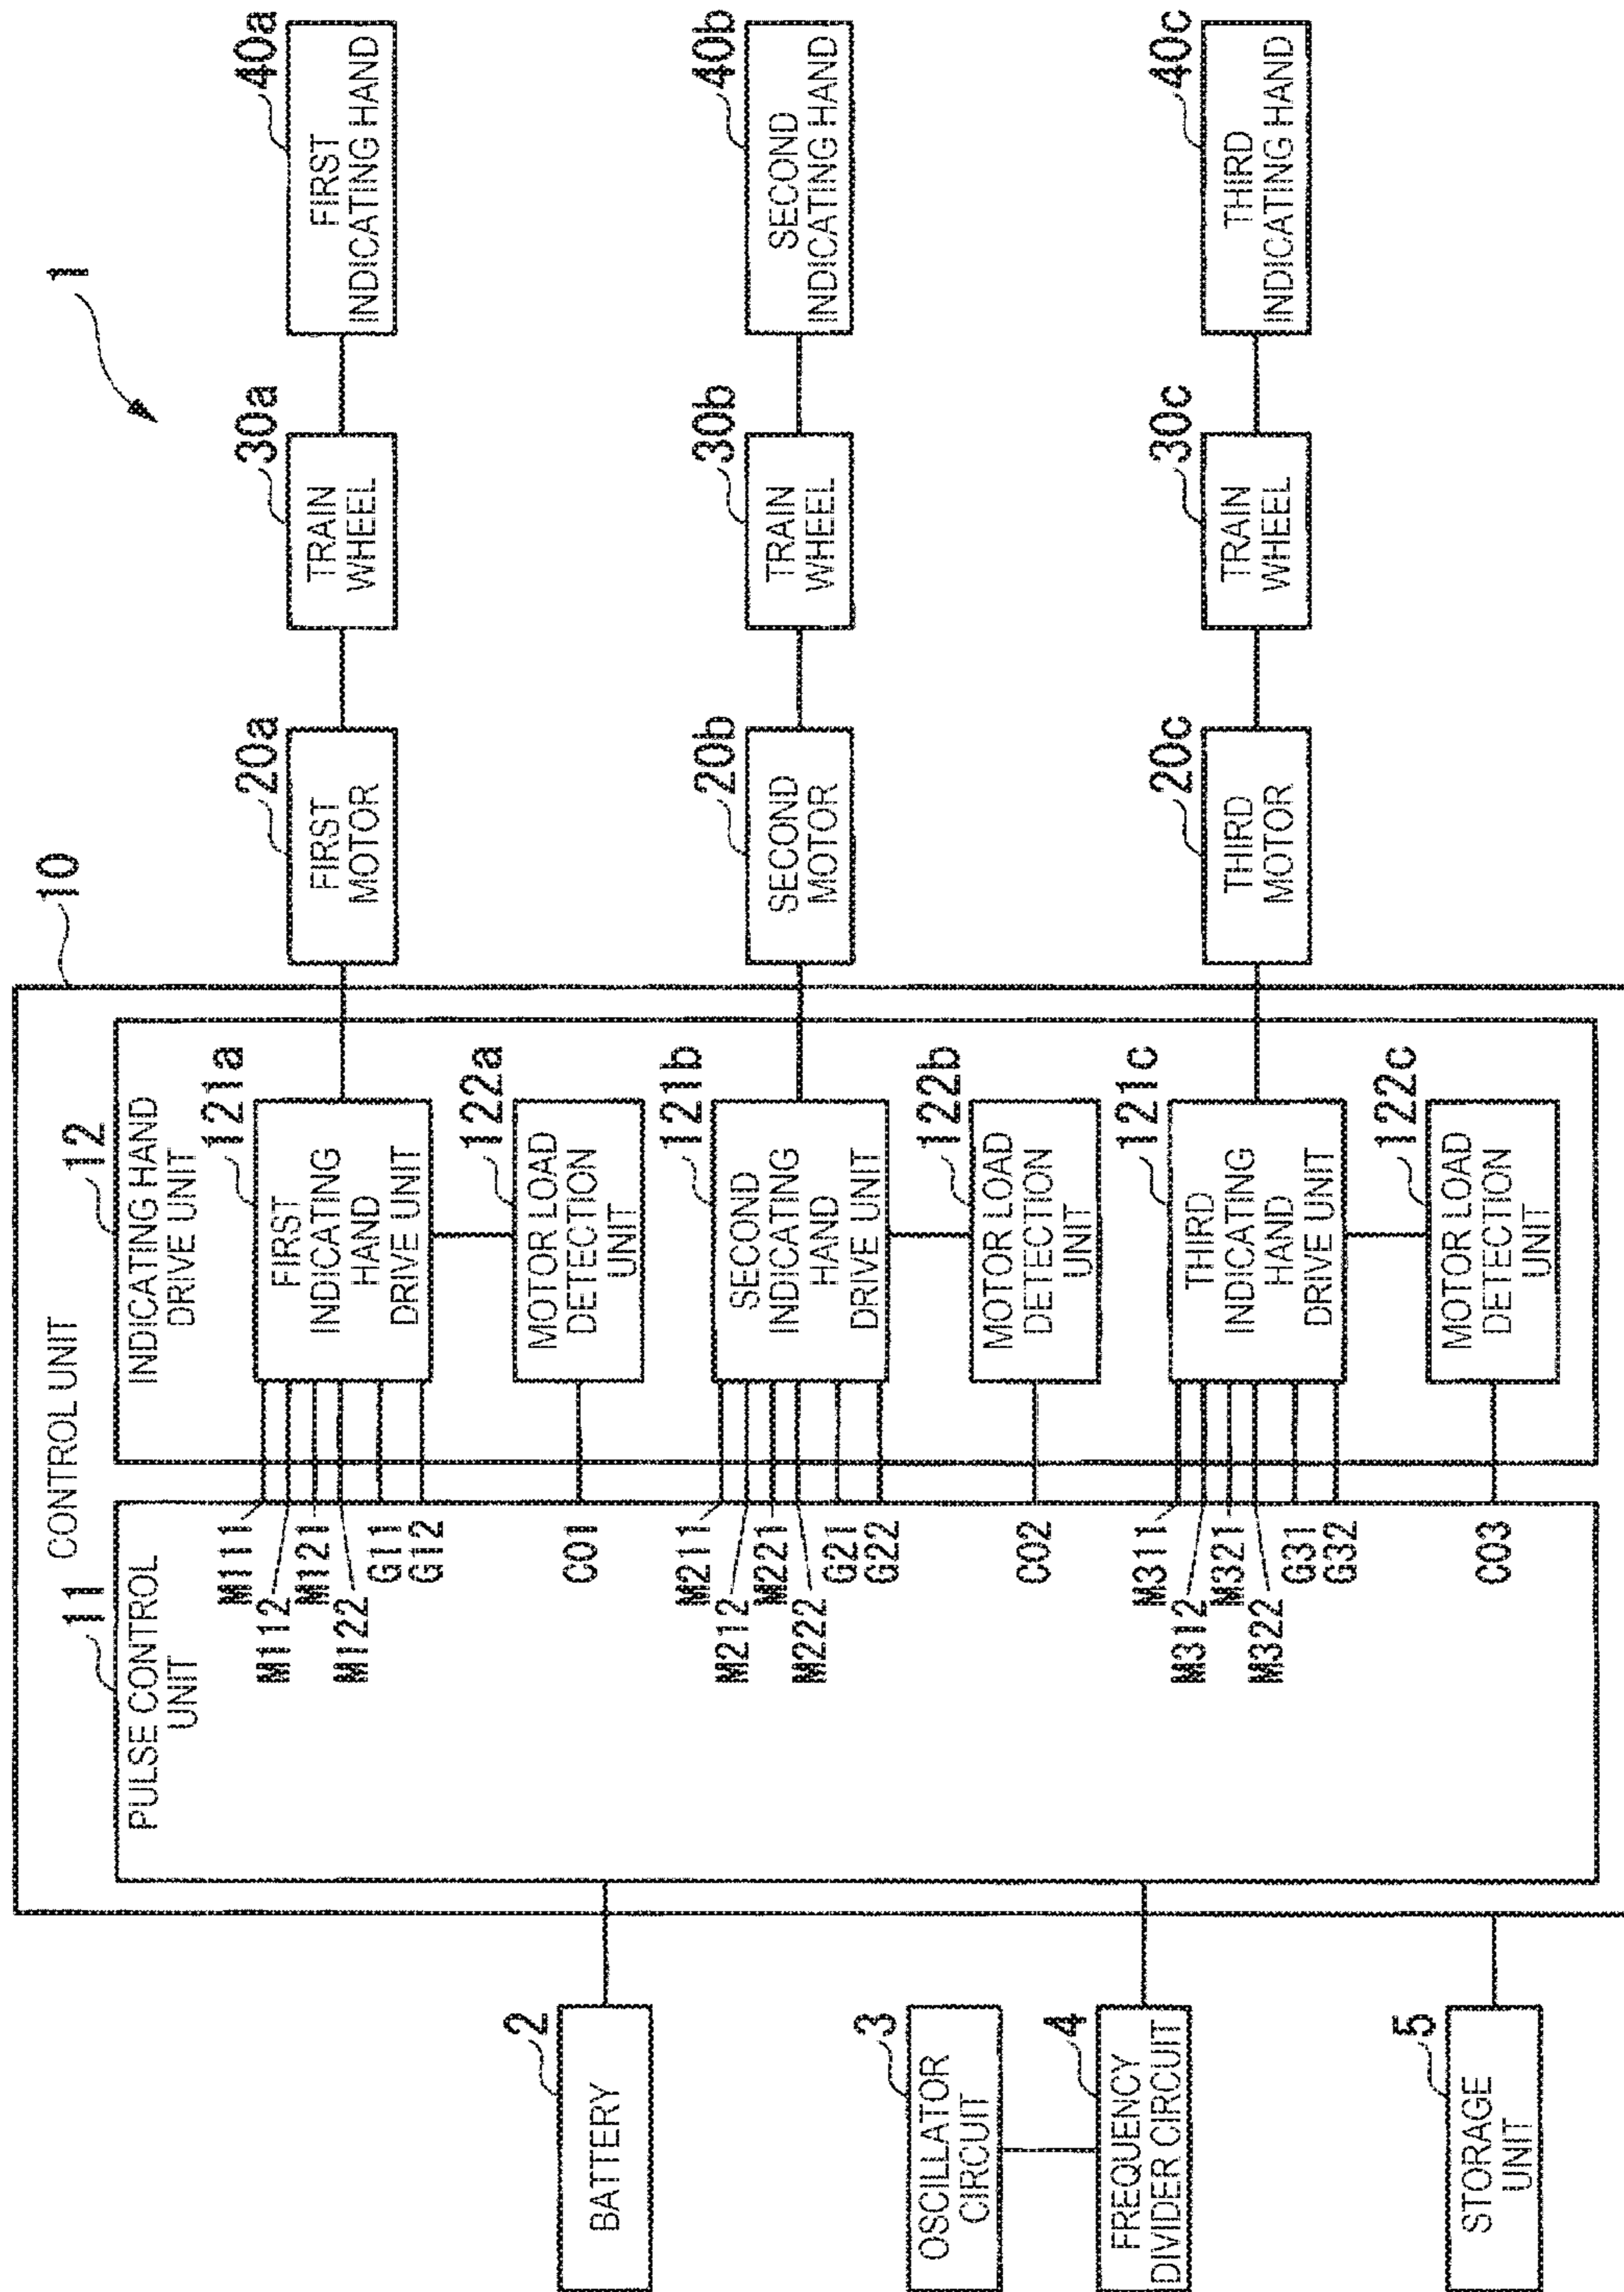 1
10
CONTROL UNIT
11
PULSE CONTROL
UNIT
12
INDICATING HAND
DRIVE UNIT
2
BATTERY
3
OSCILLATOR
CIRCUIT
4
FREQUENCY
DIVIDER CIRCUIT
5
STORAGE
UNIT
M111
M112
M121
M122
G11
G12
CO1
M211
M212
M221
M222
G21
G22
CO2
M311
M312
M321
M322
G31
G32
CO3
121a
FIRST
INDICATING
HAND
DRIVE UNIT
122a
MOTOR LOAD
DETECTION
UNIT
121b
SECOND
INDICATING
HAND
DRIVE UNIT
122b
MOTOR LOAD
DETECTION
UNIT
121c
THIRD
INDICATING
HAND
DRIVE UNIT
122c
MOTOR LOAD
DETECTION
UNIT
20a
FIRST
MOTOR
30a
TRAIN
WHEEL
40a
FIRST
INDICATING HAND
20b
SECOND
MOTOR
30b
TRAIN
WHEEL
40b
SECOND
INDICATING HAND
20c
THIRD
MOTOR
30c
TRAIN
WHEEL
40c
THIRD
INDICATING HAND